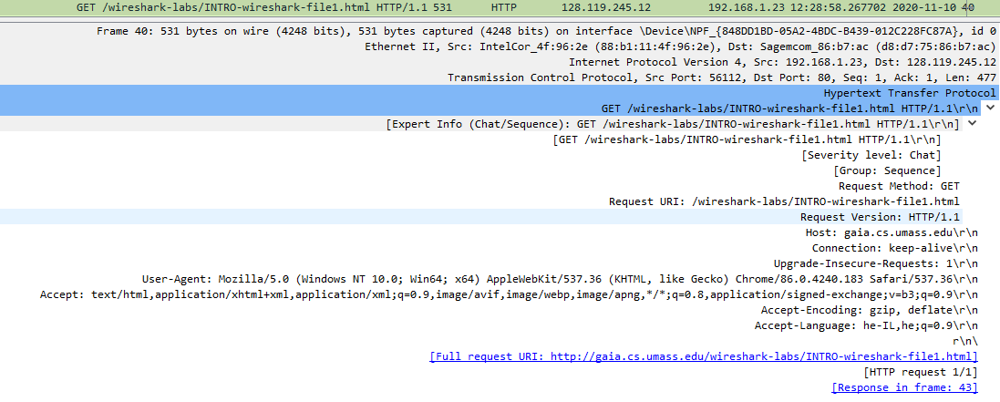 GET /wireshark-labs/INTRO-wireshark-file1.html HTTP/1.1 531 HTTP 128.119.245.12 192.168.1.23 12:28:58.267702 2020-11-10 40
Frame 40: 531 bytes on wire (4248 bits), 531 bytes captured (4248 bits) on interface \Device\NPF_{848DD1BD-05A2-4BDC-B439-012C228FC87A}, id 0
Ethernet II, Src: IntelCor_4f:96:2e (88:b1:11:4f:96:2e), Dst: Sagemcom_86:b7:ac (d8:d7:75:86:b7:ac)
Internet Protocol Version 4, Src: 192.168.1.23, Dst: 128.119.245.12
Transmission Control Protocol, Src Port: 56112, Dst Port: 80, Seq: 1, Ack: 1, Len: 477
Hypertext Transfer Protocol
GET /wireshark-labs/INTRO-wireshark-file1.html HTTP/1.1\r\n
[Expert Info (Chat/Sequence): GET /wireshark-labs/INTRO-wireshark-file1.html HTTP/1.1\r\n]
[GET /wireshark-labs/INTRO-wireshark-file1.html HTTP/1.1\r\n]
[Severity level: Chat]
[Group: Sequence]
Request Method: GET
Request URI: /wireshark-labs/INTRO-wireshark-file1.html
Request Version: HTTP/1.1
Host: gaia.cs.umass.edu\r\n
Connection: keep-alive\r\n
Upgrade-Insecure-Requests: 1\r\n
User-Agent: Mozilla/5.0 (Windows NT 10.0; Win64; x64) AppleWebKit/537.36 (KHTML, like Gecko) Chrome/86.0.4240.183 Safari/537.36\r\n
Accept: text/html,application/xhtml+xml,application/xml;q=0.9,image/avif,image/webp,image/apng,*/*;q=0.8,application/signed-exchange;v=b3;q=0.9\r\n
Accept-Encoding: gzip, deflate\r\n
Accept-Language: he-IL,he;q=0.9\r\n
r\n\
[Full request URI: http://gaia.cs.umass.edu/wireshark-labs/INTRO-wireshark-file1.html]
[HTTP request 1/1]
[Response in frame: 43]